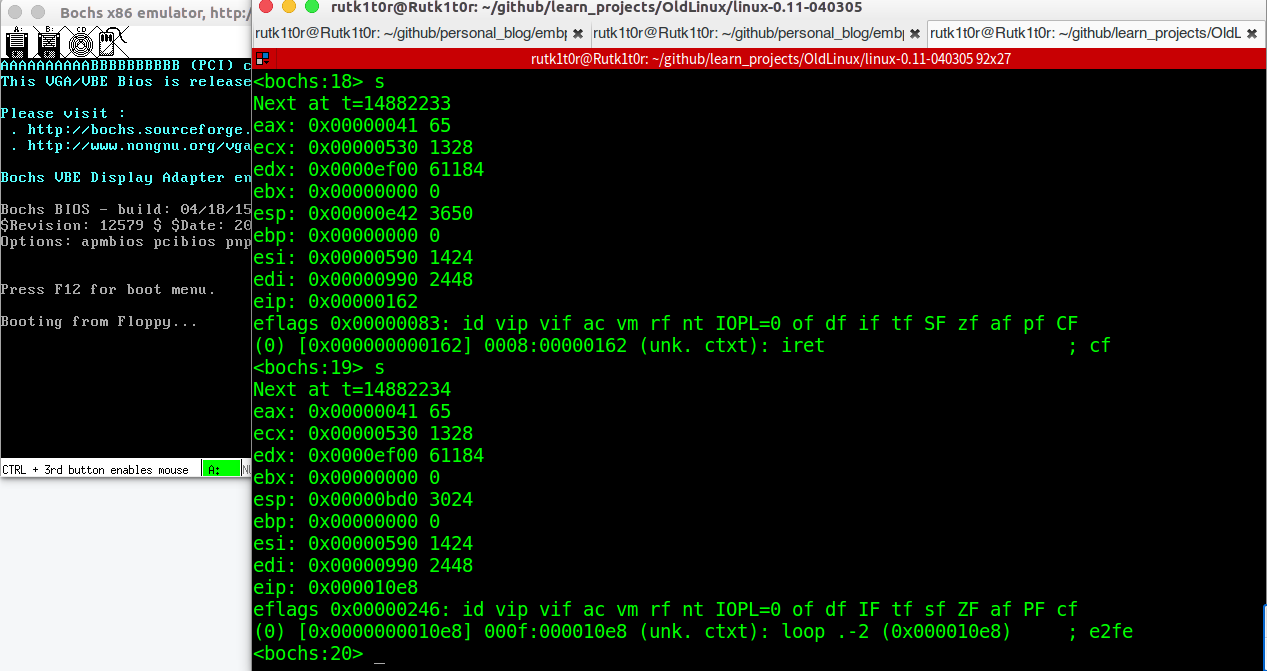 Bochs x86 emulator, http:/
A: B: CD
AAAAAAAAAABBBBBBBBBB (PCI) c
This VGA/VBE Bios is release
Please visit :
. http://bochs.sourceforge.
. http://www.nongnu.org/vga
Bochs VBE Display Adapter en
Bochs BIOS - build: 04/18/15
$Revision: 12579 $ $Date: 20
Options: apmbios pcibios pnp
Press F12 for boot menu.
Booting from Floppy...
CTRL + 3rd button enables mouse A: NU
rutk1t0r@Rutk1t0r: ~/github/learn_projects/OldLinux/linux-0.11-040305
rutk1t0r@Rutk1t0r: ~/github/personal_blog/emb rutk1t0r@Rutk1t0r: ~/github/personal_blog/emb rutk1t0r@Rutk1t0r: ~/github/learn_projects/OldL
rutk1t0r@Rutk1t0r: ~/github/learn_projects/OldLinux/linux-0.11-040305 92x27
<bochs:18> s
Next at t=14882233
eax: 0x00000041 65
ecx: 0x00000530 1328
edx: 0x0000ef00 61184
ebx: 0x00000000 0
esp: 0x00000e42 3650
ebp: 0x00000000 0
esi: 0x00000590 1424
edi: 0x00000990 2448
eip: 0x00000162
eflags 0x00000083: id vip vif ac vm rf nt IOPL=0 of df if tf SF zf af pf CF
(0) [0x000000000162] 0008:00000162 (unk. ctxt): iret ; cf
<bochs:19> s
Next at t=14882234
eax: 0x00000041 65
ecx: 0x00000530 1328
edx: 0x0000ef00 61184
ebx: 0x00000000 0
esp: 0x00000bd0 3024
ebp: 0x00000000 0
esi: 0x00000590 1424
edi: 0x00000990 2448
eip: 0x000010e8
eflags 0x00000246: id vip vif ac vm rf nt IOPL=0 of df IF tf sf ZF af PF cf
(0) [0x0000000010e8] 000f:000010e8 (unk. ctxt): loop .-2 (0x000010e8) ; e2fe
<bochs:20> _